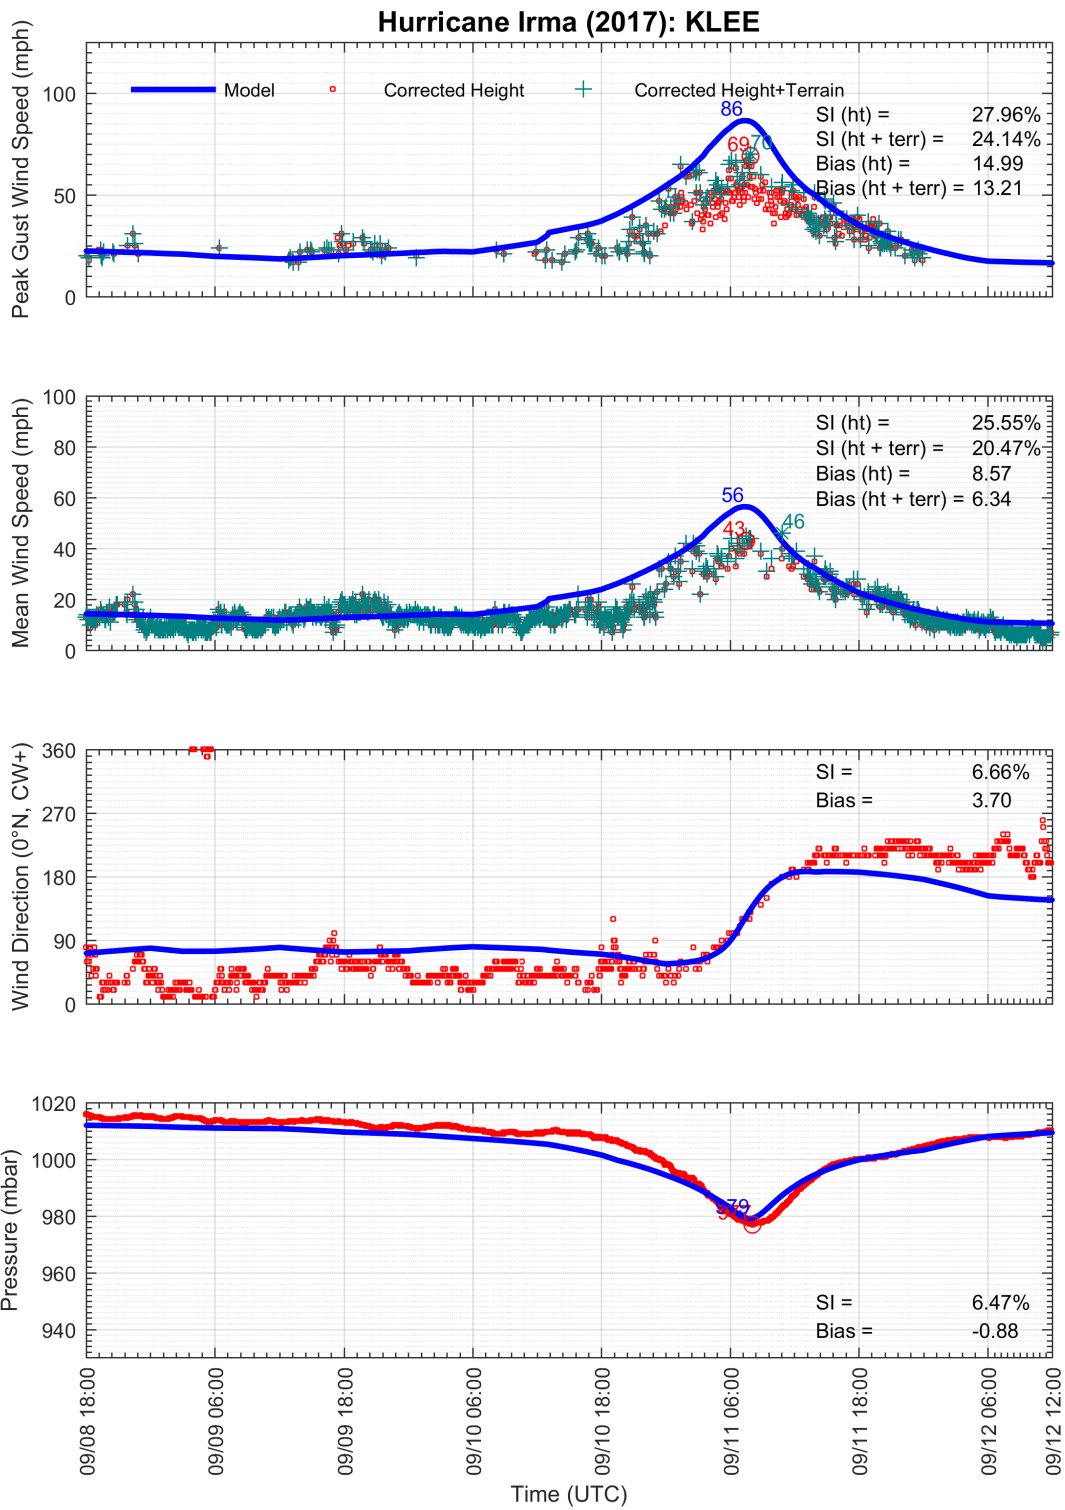 Hurricane Irma (2017): KLEE
Peak Gust Wind Speed (mph)
100
50
0
Model
Corrected Height
Corrected Height+Terrain
86
69
70
SI (ht) = 27.96%
SI (ht + terr) = 24.14%
Bias (ht) = 14.99
Bias (ht + terr) = 13.21
Mean Wind Speed (mph)
100
80
60
40
20
0
56
43
46
SI (ht) = 25.55%
SI (ht + terr) = 20.47%
Bias (ht) = 8.57
Bias (ht + terr) = 6.34
Wind Direction (0°N, CW+)
360
270
180
90
0
SI = 6.66%
Bias = 3.70
Pressure (mbar)
1020
1000
980
960
940
979
SI = 6.47%
Bias = -0.88
09/08 18:00
09/09 06:00
09/09 18:00
09/10 06:00
09/10 18:00
09/11 06:00
09/11 18:00
09/12 06:00
09/12 12:00
Time (UTC)